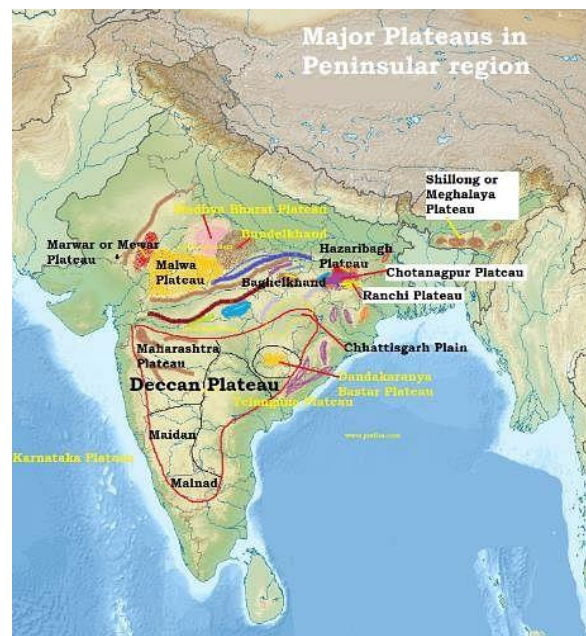 Major Plateaus in
Peninsular region
Shillong or
Meghalaya
Plateau
Madhya Bharat Plateau
Bundelkhand
Marwar or Mewar
Plateau
Malwa
Plateau
Hazaribagh
Plateau
Chotanagpur Plateau
Baghelkhand
Ranchi Plateau
Maharashtra
Plateau
Chhattisgarh Plain
Deccan Plateau
Dandakaranya
Bastar Plateau
Telangana Plateau
Maidan
Karnataka Plateau
Malnad